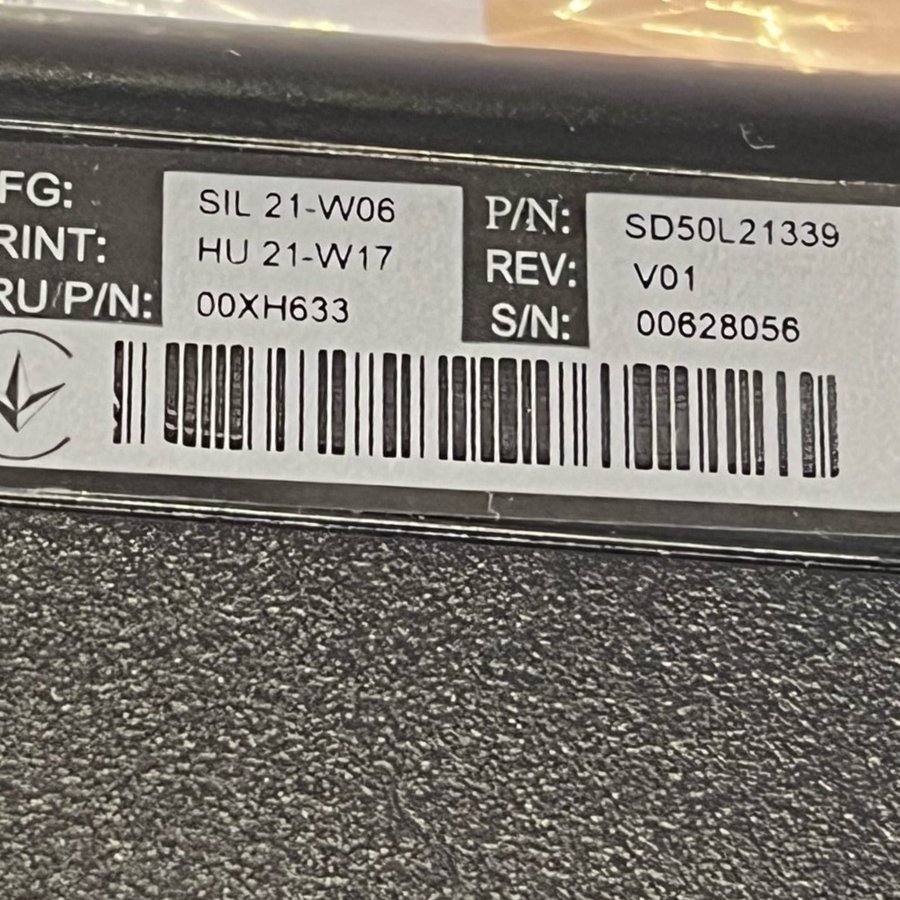 FG: SIL 21-W06 P/N: SD50L21339
RINT: HU 21-W17 REV: V01
RU P/N: 00XH633 S/N: 00628056